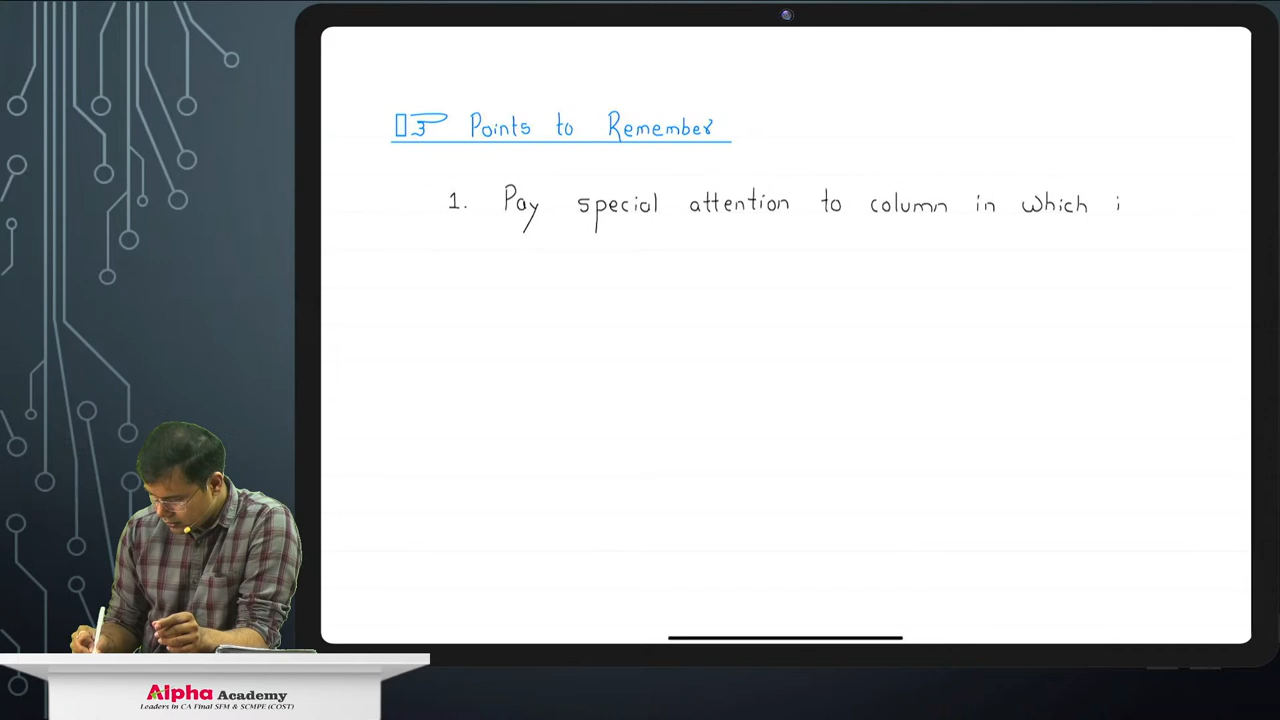 Points to Remember
1. Pay special attention to column in which i
Alpha Academy
Leaders in CA Final SFM & SCMPE (COST)